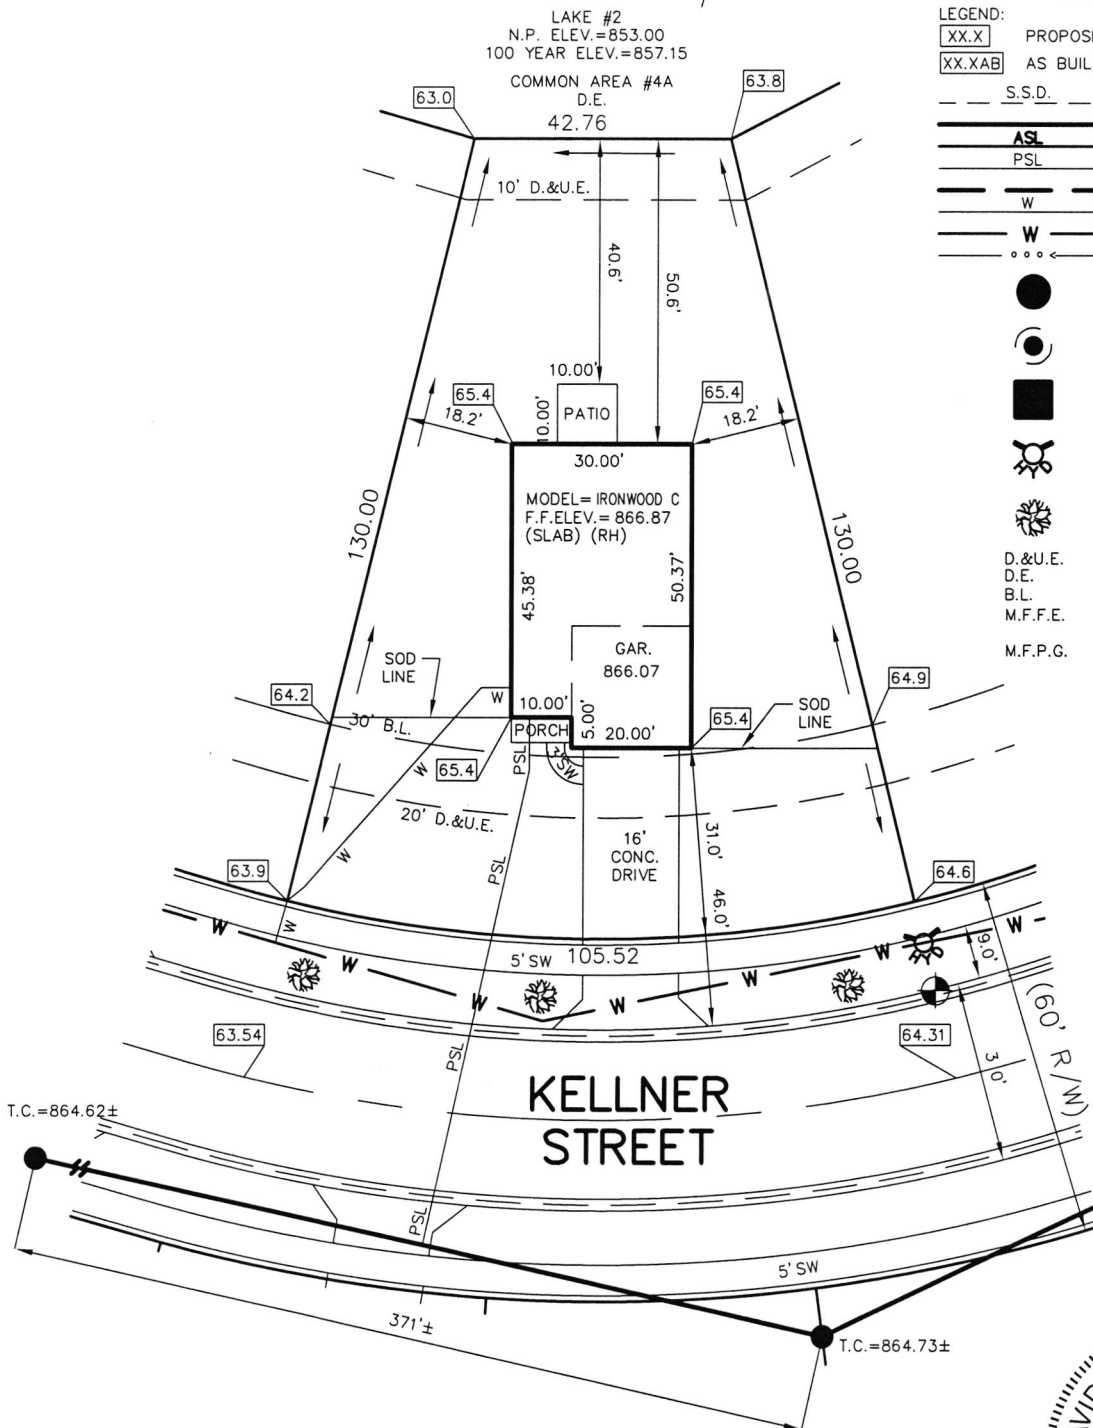 LAKE #2
N.P. ELEV.=853.00
100 YEAR ELEV.=857.15
COMMON AREA #4A
D.E.
42.76
63.0
63.8
LEGEND:
XX.X
XX.XAB AS BUIL
S.S.D.
ASL
PSL
W
W
10' D.&U.E.
40.6'
50.6'
10.00'
10.00'
PATIO
65.4
65.4
18.2'
18.2'
30.00'
MODEL= IRONWOOD C
F.F.ELEV.= 866.87
(SLAB) (RH)
130.00
130.00
45.38'
50.37'
D.&U.E.
D.E.
B.L.
M.F.F.E.
M.F.P.G.
GAR.
866.07
SOD
LINE
64.2
64.9
30' B.L.
W
10.00'
5.00'
20.00'
PORCH
65.4
SOD
LINE
65.4
PSL
3'SW
W
20' D.&U.E.
16'
CONC.
DRIVE
31.0'
46.0'
W
PSL
63.9
64.6
W
W
W
W
W
W
W
W
5' SW
105.52
9.0'
(60' R/W)
63.54
64.31
PSL
KELLNER
STREET
T.C.=864.62±
PSL
5' SW
371'±
T.C.=864.73±